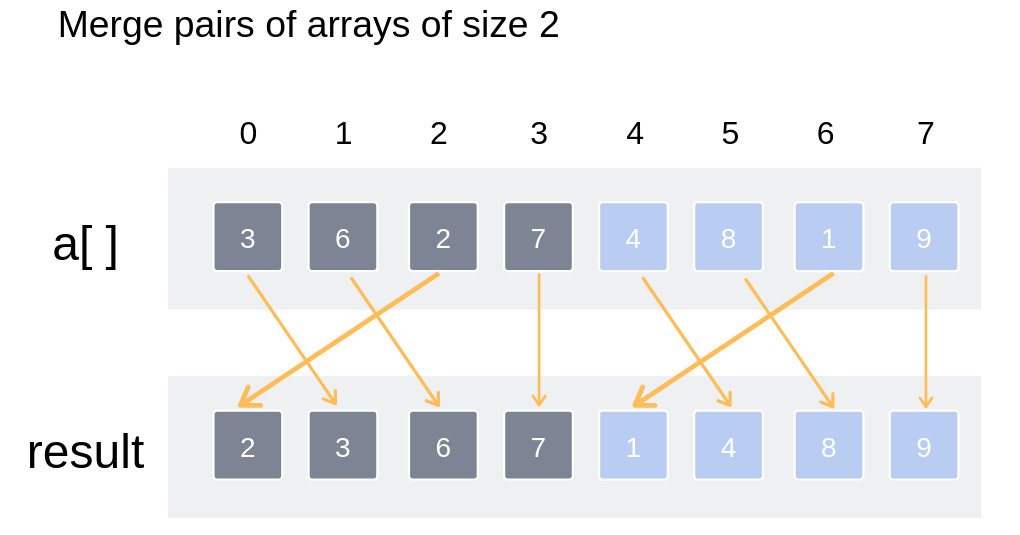 Merge pairs of arrays of size 2
0 1 2 3 4 5 6 7
a[ ] 3 6 2 7 4 8 1 9
result 2 3 6 7 1 4 8 9